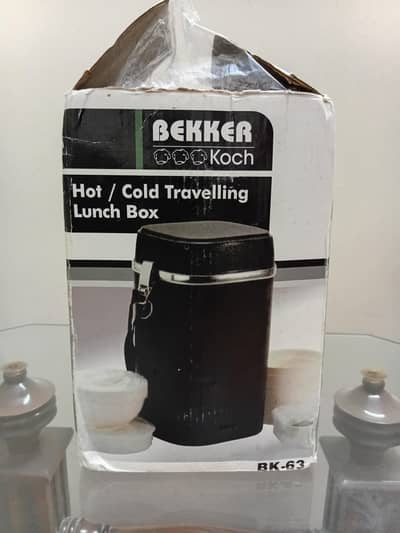 BEKKER
Koch
Hot / Cold Travelling
Lunch Box
BK-63